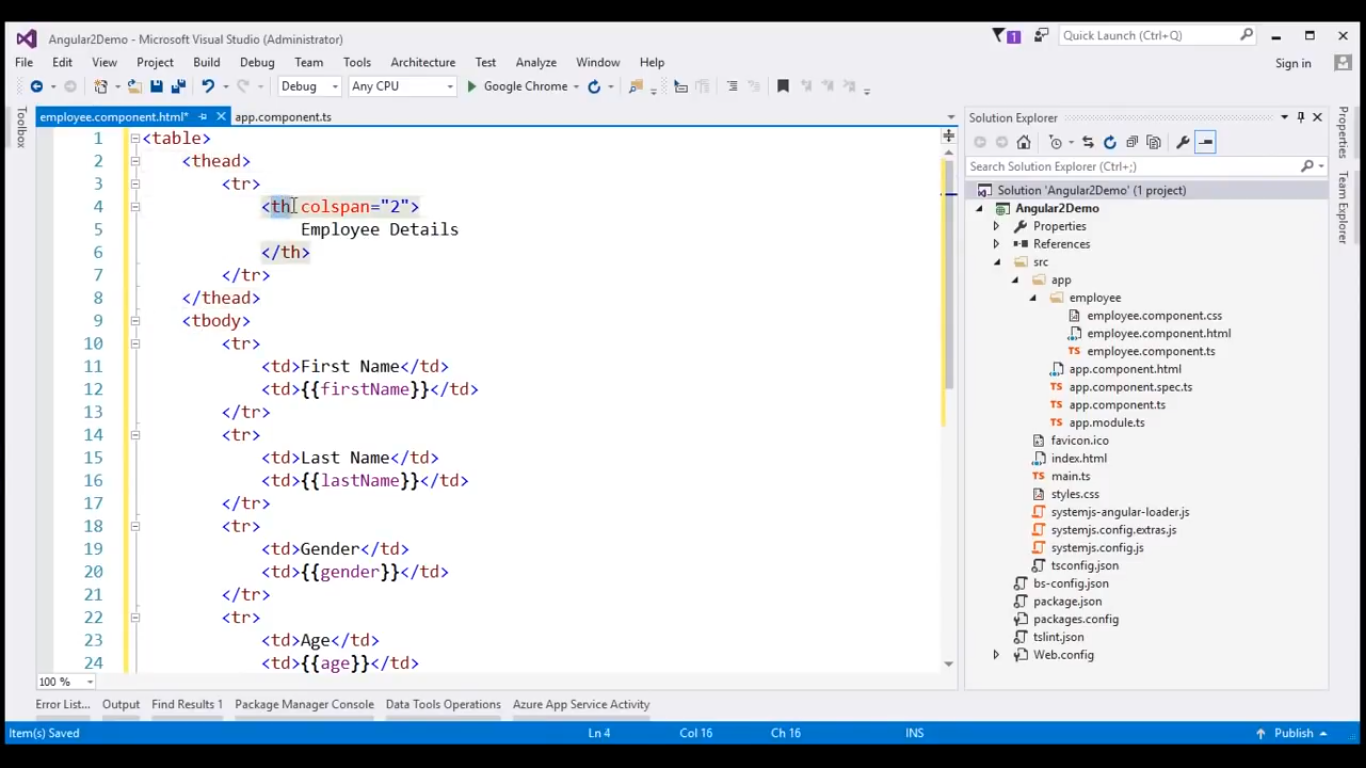 Angular2Demo - Microsoft Visual Studio (Administrator)
1
Quick Launch (Ctrl+Q)
File Edit View Project Build Debug Team Tools Architecture Test Analyze Window Help
Sign in
Debug Any CPU Google Chrome
Toolbox
employee.component.html* app.component.ts
1 <table>
2 <thead>
3 <tr>
4 <th colspan="2">
5 Employee Details
6 </th>
7 </tr>
8 </thead>
9 <tbody>
10 <tr>
11 <td>First Name</td>
12 <td>{{firstName}}</td>
13 </tr>
14 <tr>
15 <td>Last Name</td>
16 <td>{{lastName}}</td>
17 </tr>
18 <tr>
19 <td>Gender</td>
20 <td>{{gender}}</td>
21 </tr>
22 <tr>
23 <td>Age</td>
24 <td>{{age}}</td>
100 %
Solution Explorer
Search Solution Explorer (Ctrl+;)
Solution 'Angular2Demo' (1 project)
Angular2Demo
Properties
References
src
app
employee
employee.component.css
employee.component.html
TS employee.component.ts
app.component.html
TS app.component.spec.ts
TS app.component.ts
TS app.module.ts
favicon.ico
index.html
TS main.ts
styles.css
systemjs-angular-loader.js
systemjs.config.extras.js
systemjs.config.js
tsconfig.json
bs-config.json
package.json
packages.config
tslint.json
Web.config
Properties
Team Explorer
Error List... Output Find Results 1 Package Manager Console Data Tools Operations Azure App Service Activity
Item(s) Saved Ln 4 Col 16 Ch 16 INS Publish